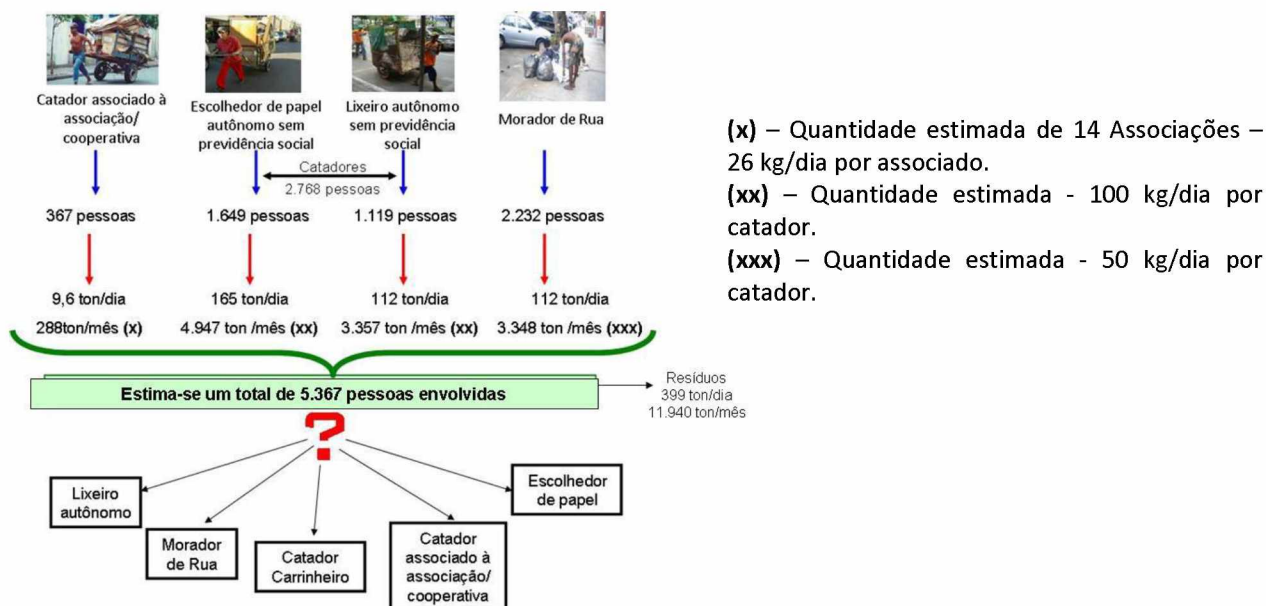 Catador associado à
associação/
cooperativa
Escolhedor de papel
autônomo sem
previdência social
Lixeiro autônomo
sem previdência
social
Morador de Rua
Catadores
2.768 pessoas
367 pessoas
1.649 pessoas
1.119 pessoas
2.232 pessoas
9,6 ton/dia
165 ton/dia
112 ton/dia
112 ton/dia
288ton/mês (x)
4.947 ton /mês (xx)
3.357 ton /mês (xx)
3.348 ton /mês (xxx)
Estima-se um total de 5.367 pessoas envolvidas
Resíduos
399 ton/dia
11.940 ton/mês
?
Lixeiro
autônomo
Morador
de Rua
Catador
Carrinheiro
Catador
associado à
associação/
cooperativa
Escolhedor
de papel
(x) – Quantidade estimada de 14 Associações –
26 kg/dia por associado.
(xx) – Quantidade estimada - 100 kg/dia por
catador.
(xxx) – Quantidade estimada - 50 kg/dia por
catador.